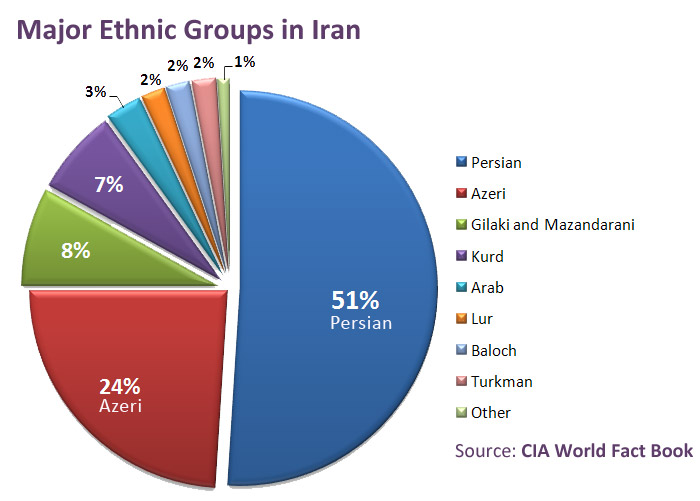 Major Ethnic Groups in Iran
1%
2%
2%
2%
3%
7%
8%
51%
Persian
24%
Azeri
Persian
Azeri
Gilaki and Mazandarani
Kurd
Arab
Lur
Baloch
Turkman
Other
Source: CIA World Fact Book